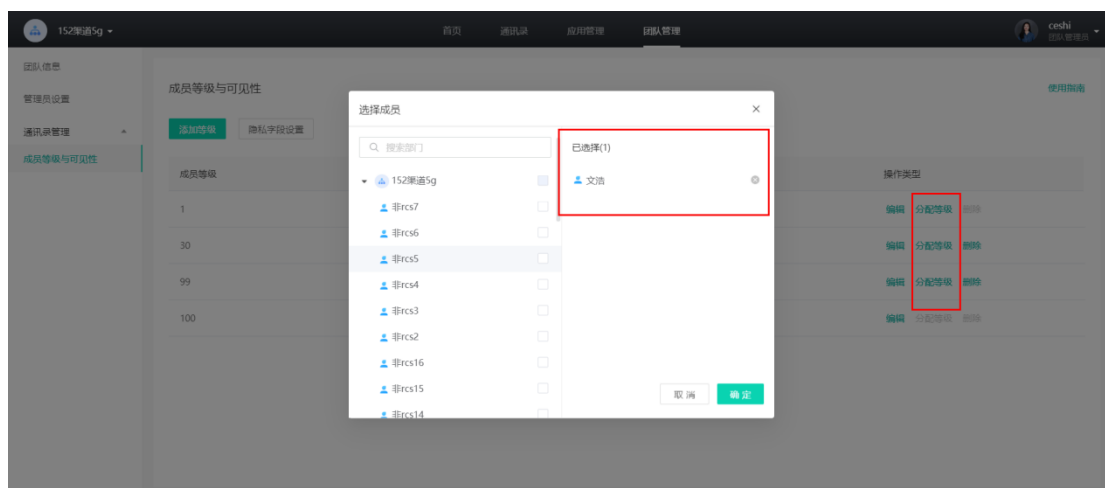 152渠道5g
首页 通讯录 应用管理 团队管理
ceshi
团队管理员
团队信息
管理员设置
通讯录管理
成员等级与可见性
成员等级与可见性
使用指南
添加等级 隐私字段设置
成员等级 操作类型
1 编辑 分配等级 删除
30 编辑 分配等级 删除
99 编辑 分配等级 删除
100 编辑 分配等级 删除
选择成员
搜索部门
152渠道5g
非rcs7
非rcs6
非rcs5
非rcs4
非rcs3
非rcs2
非rcs16
非rcs15
非rcs14
已选择(1)
文浩
取消 确定